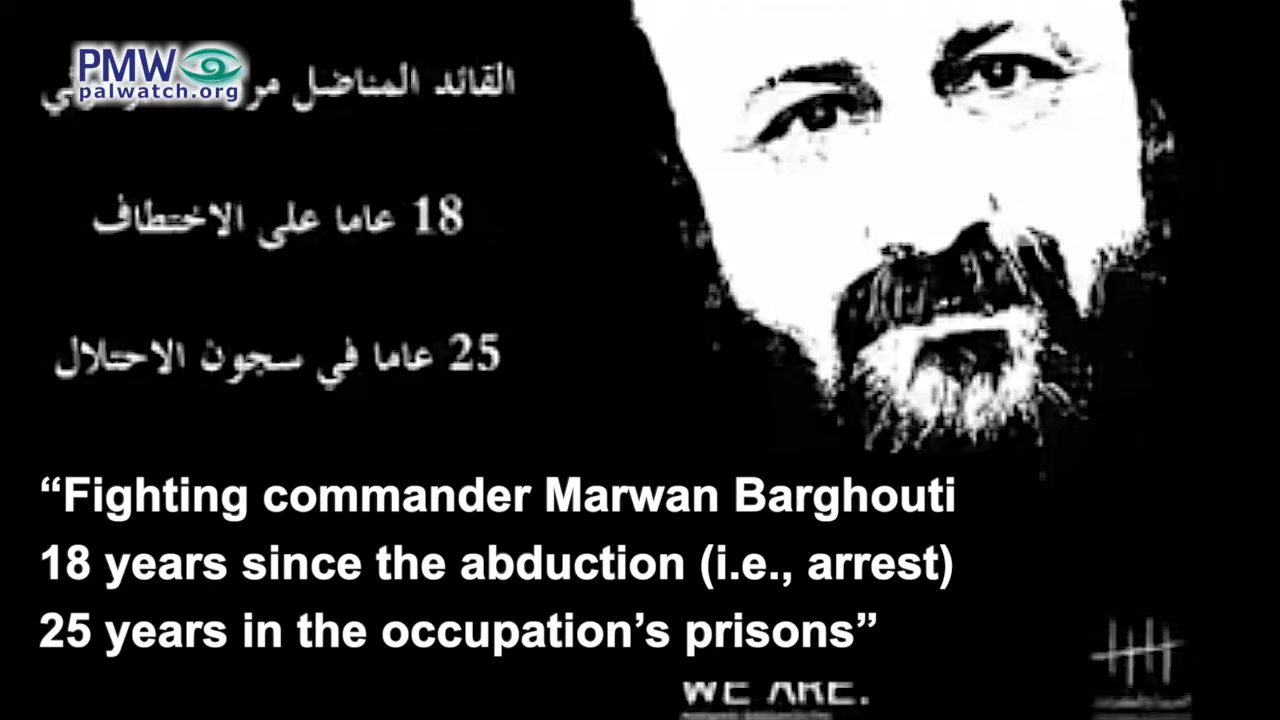 PMW
palwatch.org
القائد المناضل
18 عاما على الاختطاف
25 عاما في سجون الاحتلال
“Fighting commander Marwan Barghouti
18 years since the abduction (i.e., arrest)
25 years in the occupation’s prisons”
WE ARE.